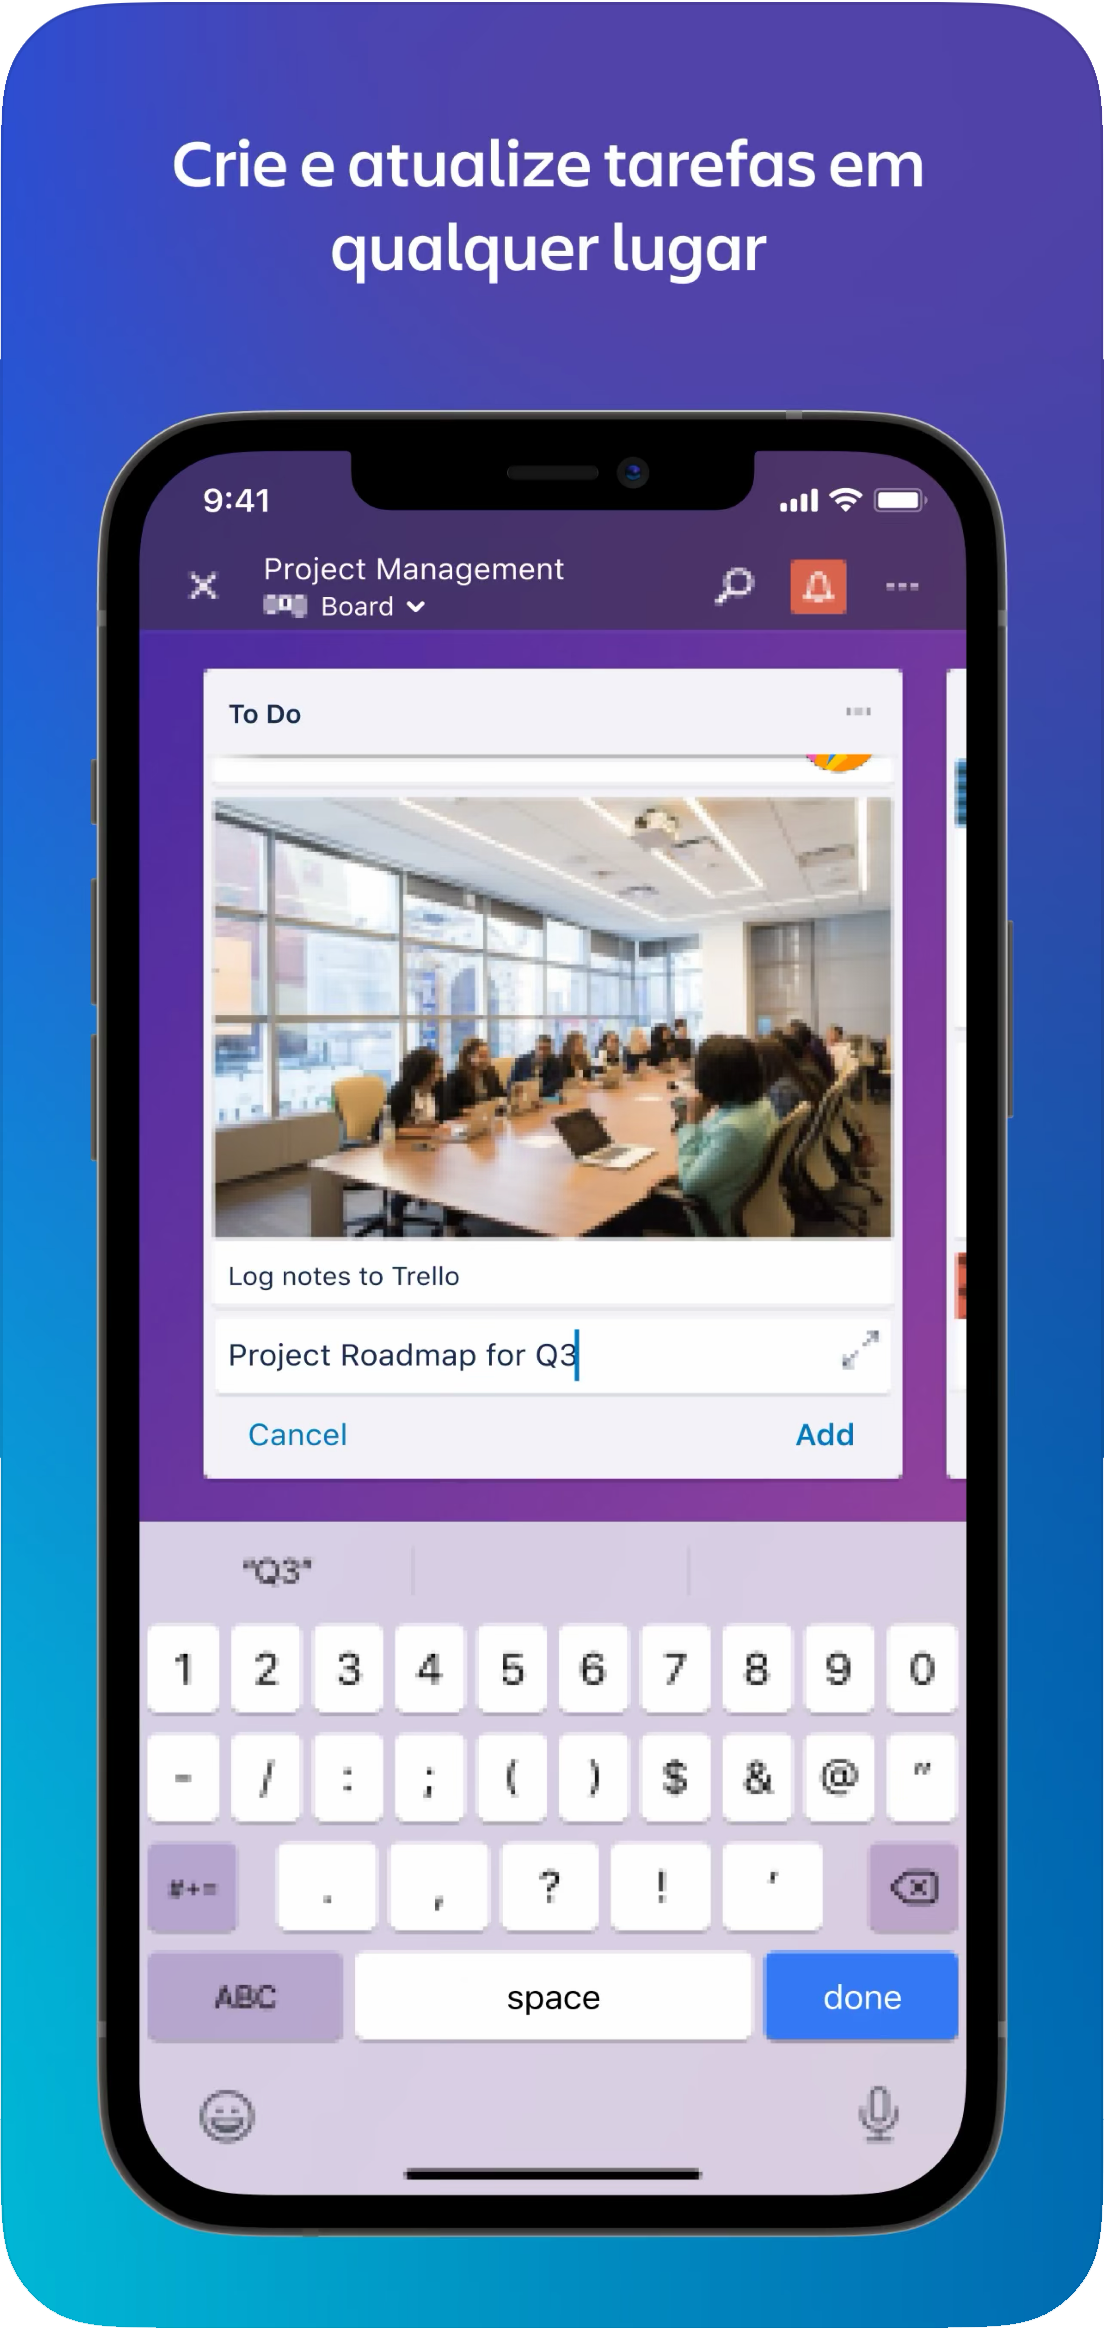 Crie e atualize tarefas em
qualquer lugar
9:41
Project Management
Board
To Do
Log notes to Trello
Project Roadmap for Q3
Cancel Add
"Q3"
1 2 3 4 5 6 7 8 9 0
- / : ; ( ) $ & @ "
#+= . , ? ! '
ABC space done